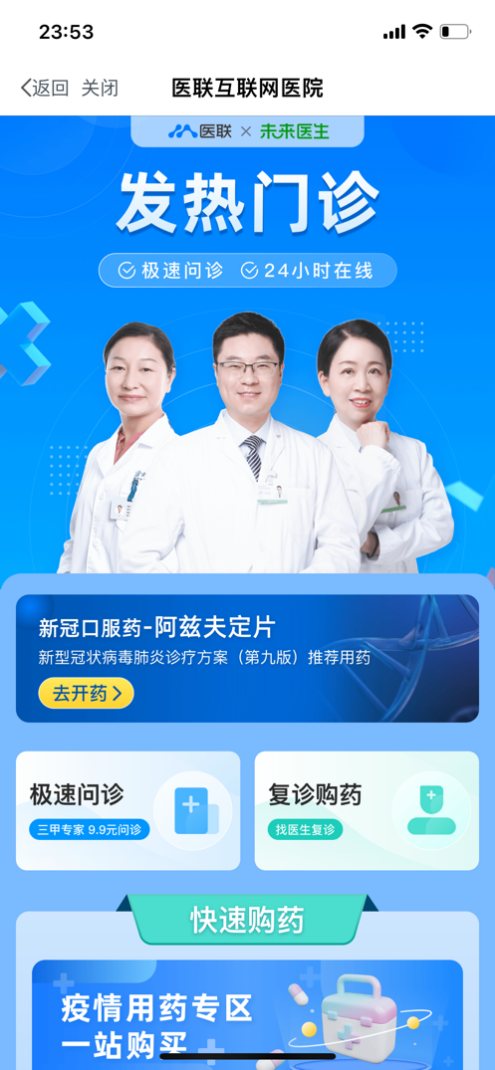 23:53
返回 关闭 医联互联网医院
医联 × 未来医生
发热门诊
极速问诊 24小时在线
新冠口服药-阿兹夫定片
新型冠状病毒肺炎诊疗方案（第九版）推荐用药
去开药
极速问诊
三甲专家 9.9元问诊
复诊购药
找医生复诊
快速购药
疫情用药专区
一站购买